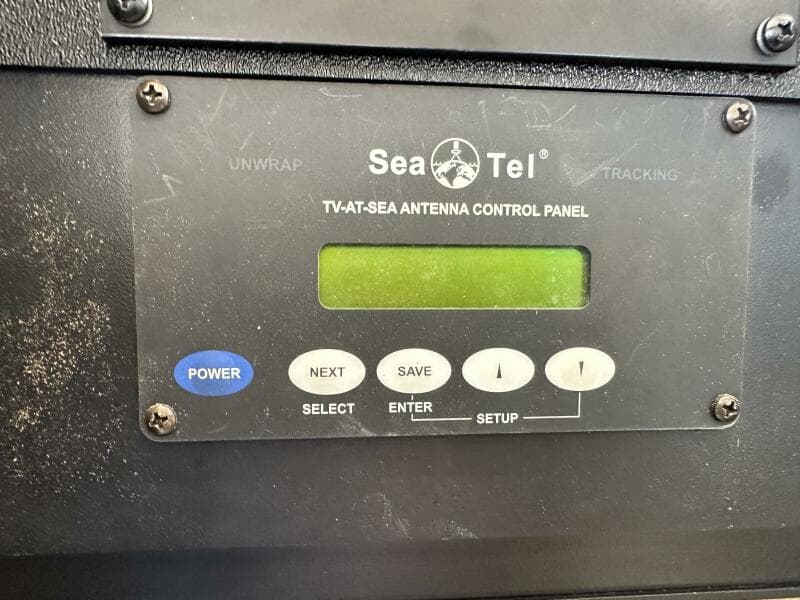 UNWRAP
Sea Tel®
TRACKING
TV-AT-SEA ANTENNA CONTROL PANEL
POWER
NEXT
SAVE
SELECT
ENTER
SETUP